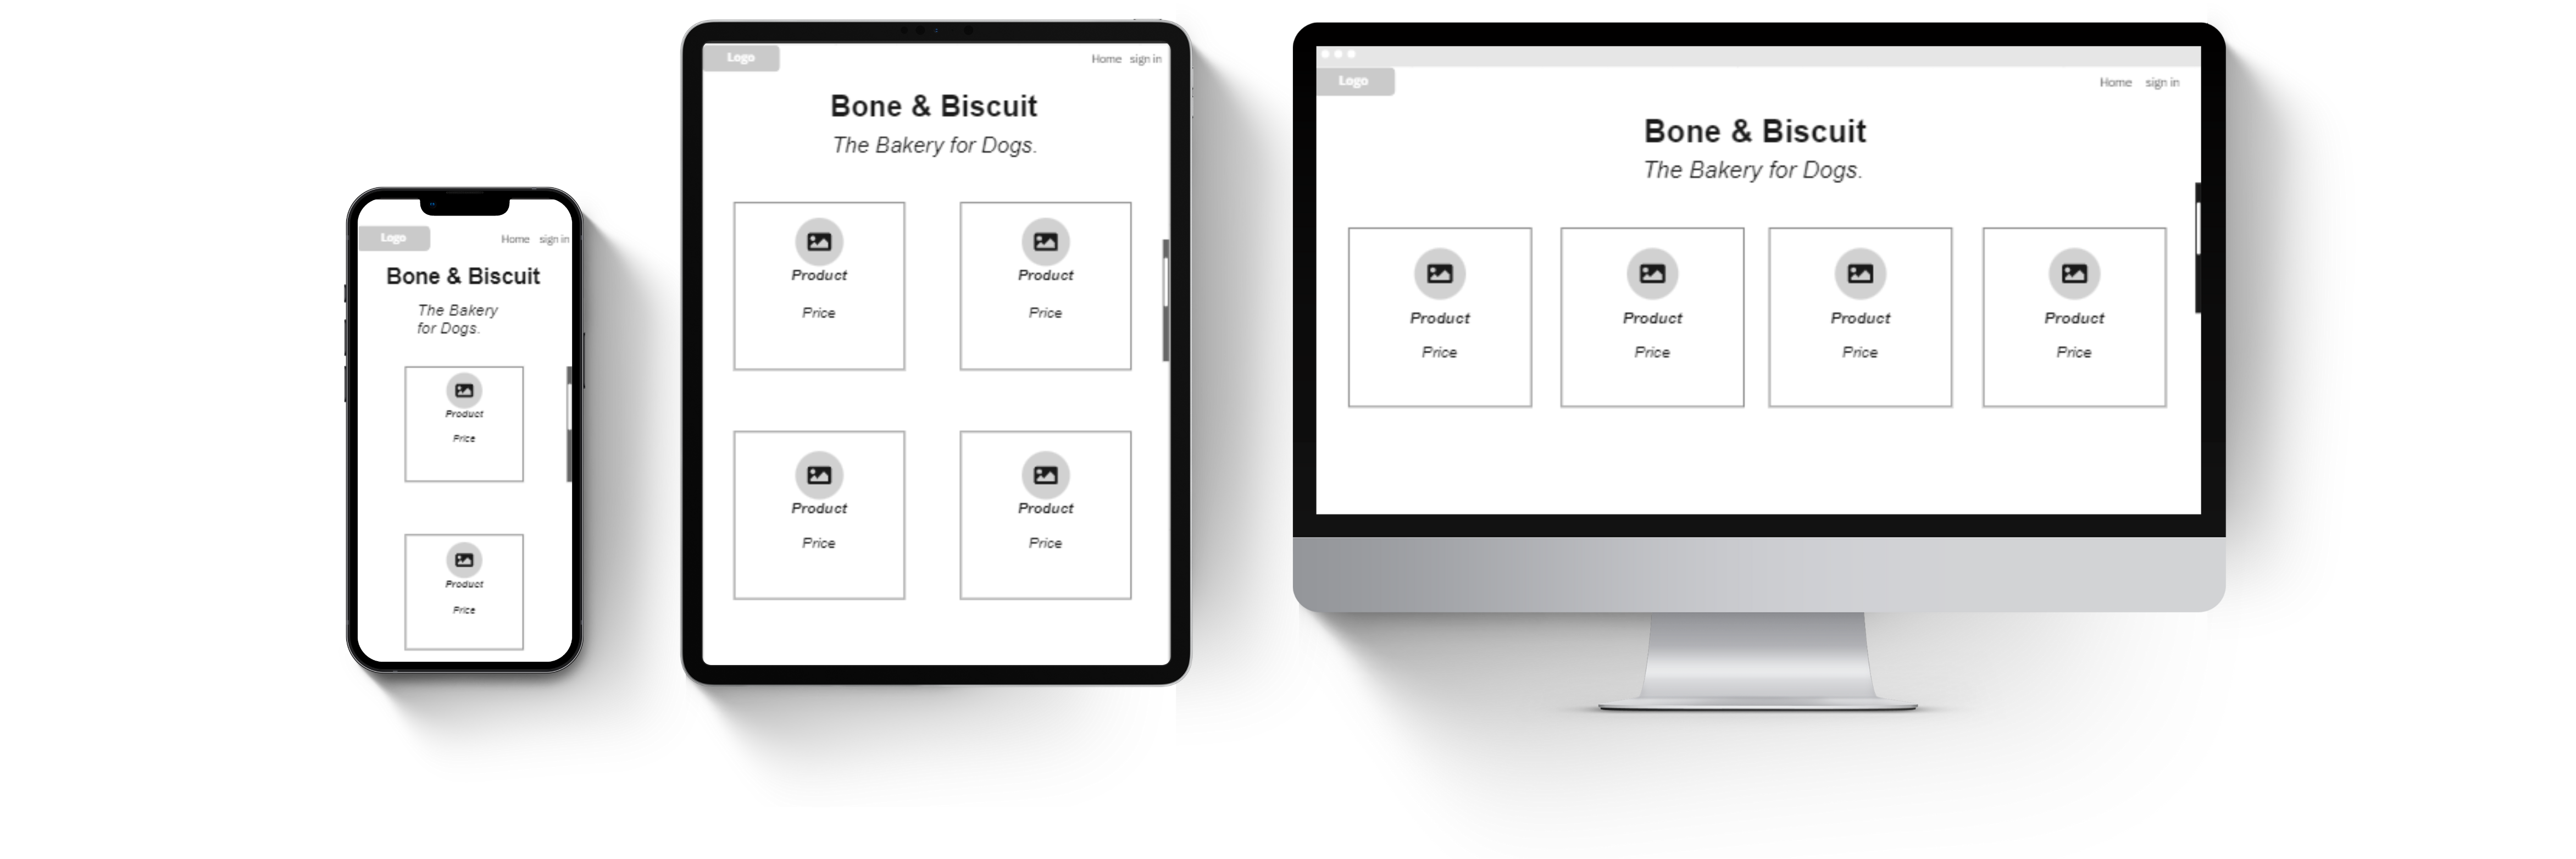 Logo
Home sign in
Bone & Biscuit
The Bakery
for Dogs.
Product
Price
Product
Price
Logo
Home sign in
Bone & Biscuit
The Bakery for Dogs.
Product Product
Price Price
Product Product
Price Price
Logo
Home sign in
Bone & Biscuit
The Bakery for Dogs.
Product Product Product Product
Price Price Price Price